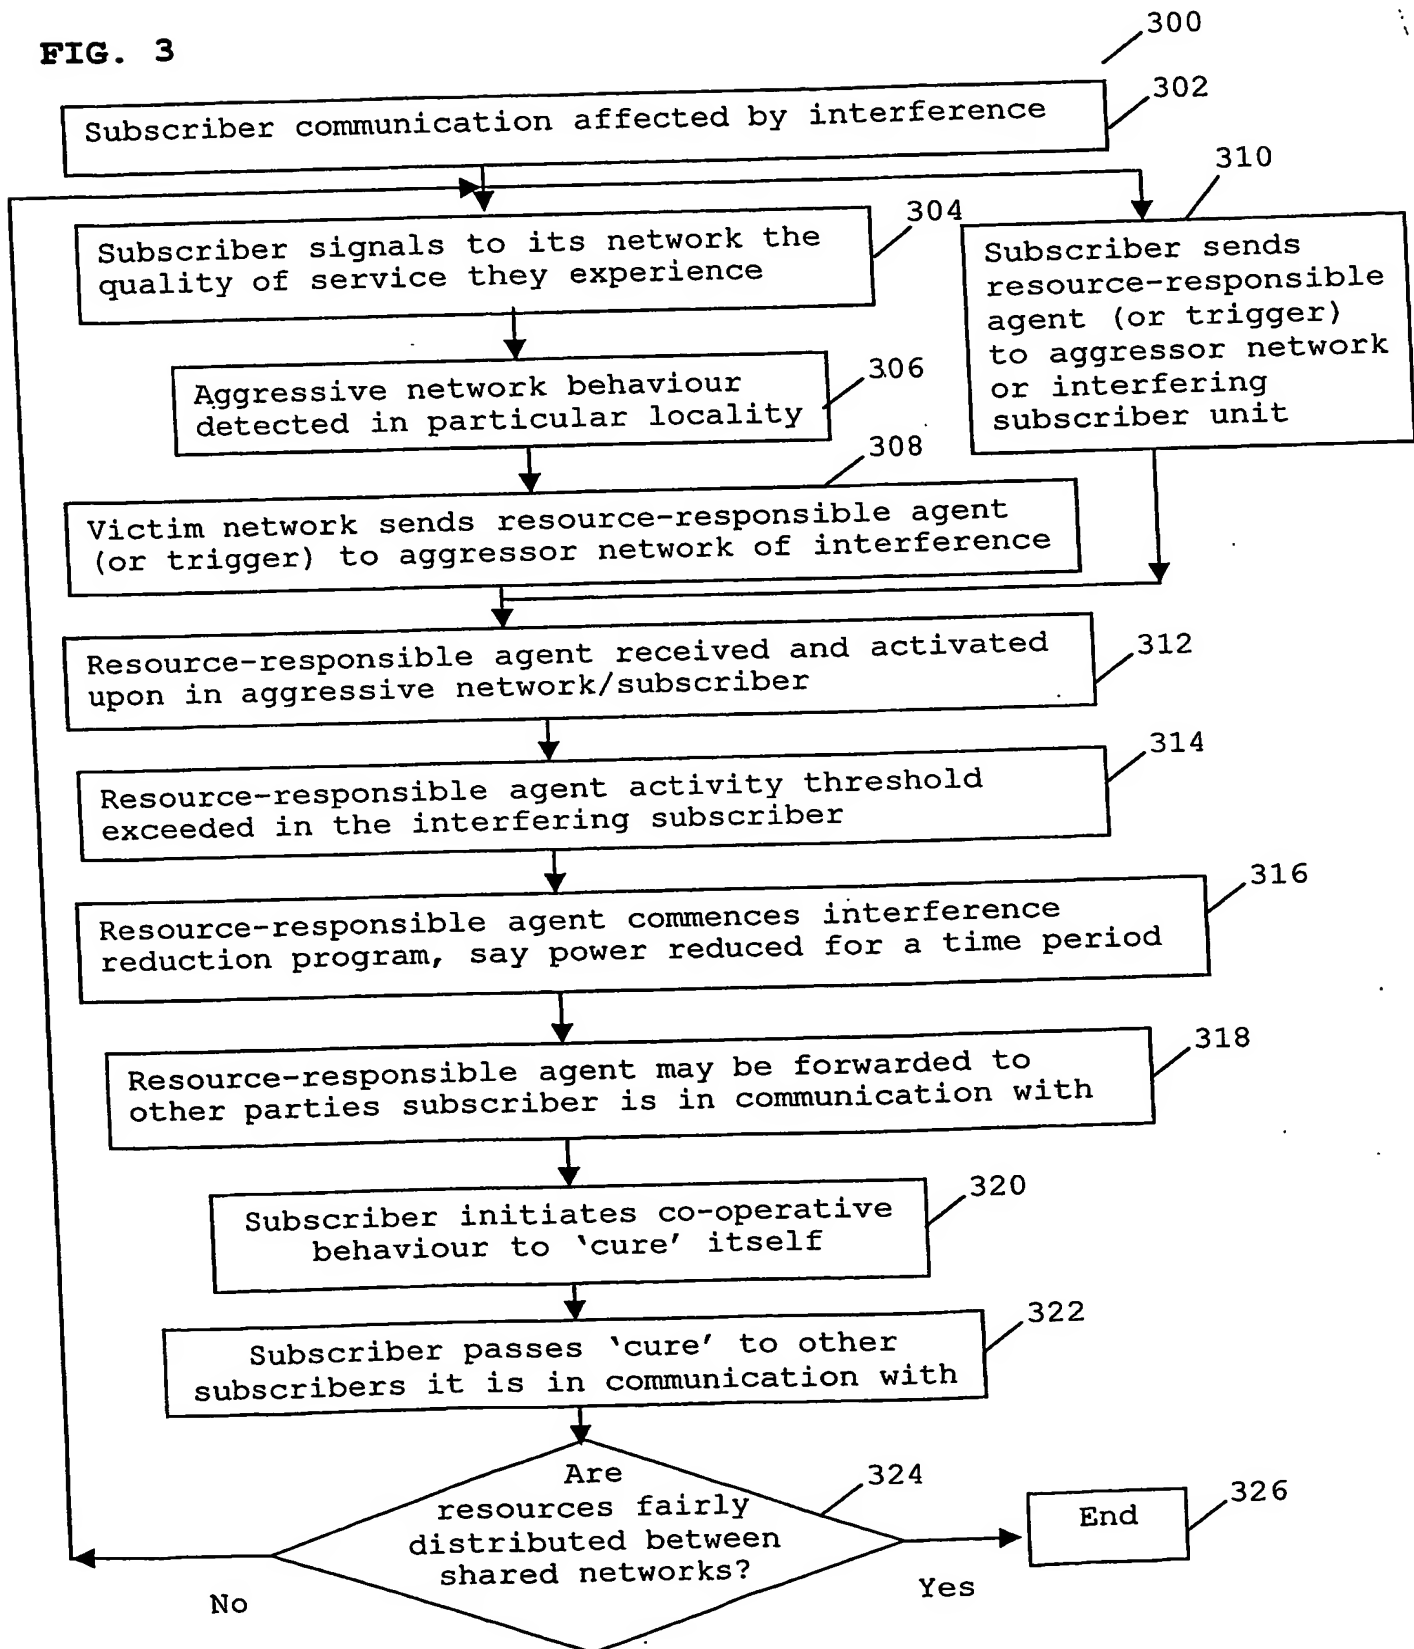 FIG. 3
300
Subscriber communication affected by interference
302
310
Subscriber signals to its network the
quality of service they experience
304
Subscriber sends
resource-responsible
agent (or trigger)
to aggressor network
or interfering
subscriber unit
Aggressive network behaviour
detected in particular locality
306
308
Victim network sends resource-responsible agent
(or trigger) to aggressor network of interference
Resource-responsible agent received and activated
upon in aggressive network/subscriber
312
Resource-responsible agent activity threshold
exceeded in the interfering subscriber
314
Resource-responsible agent commences interference
reduction program, say power reduced for a time period
316
Resource-responsible agent may be forwarded to
other parties subscriber is in communication with
318
Subscriber initiates co-operative
behaviour to 'cure' itself
320
Subscriber passes 'cure' to other
subscribers it is in communication with
322
Are
resources fairly
distributed between
shared networks?
324
End
326
No
Yes